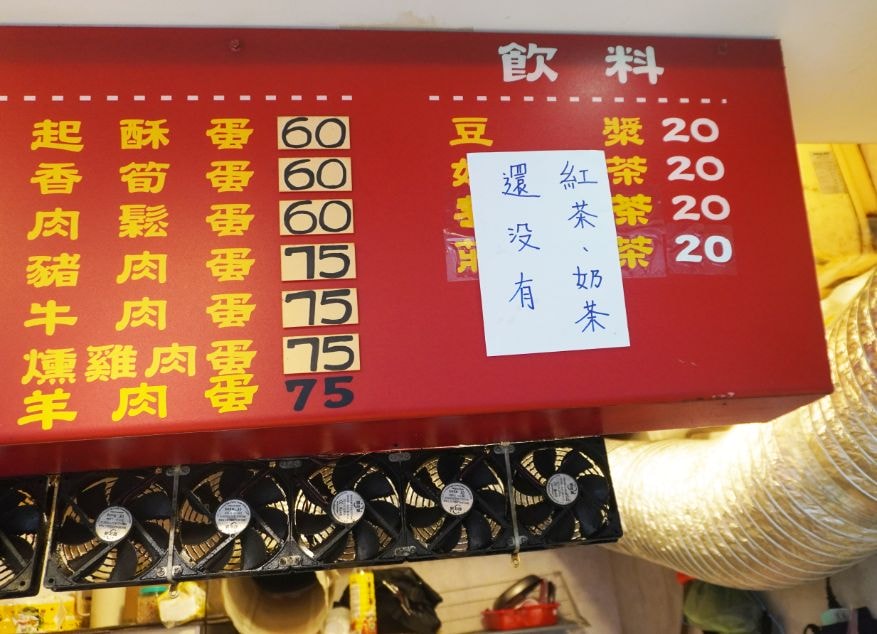 起酥蛋 60
香筍蛋 60
肉鬆蛋 60
豬肉蛋 75
牛肉蛋 75
燻雞肉蛋 75
羊肉蛋 75
飲料
豆漿 20
茶 20
茶 20
茶 20
紅茶、奶茶
還没有